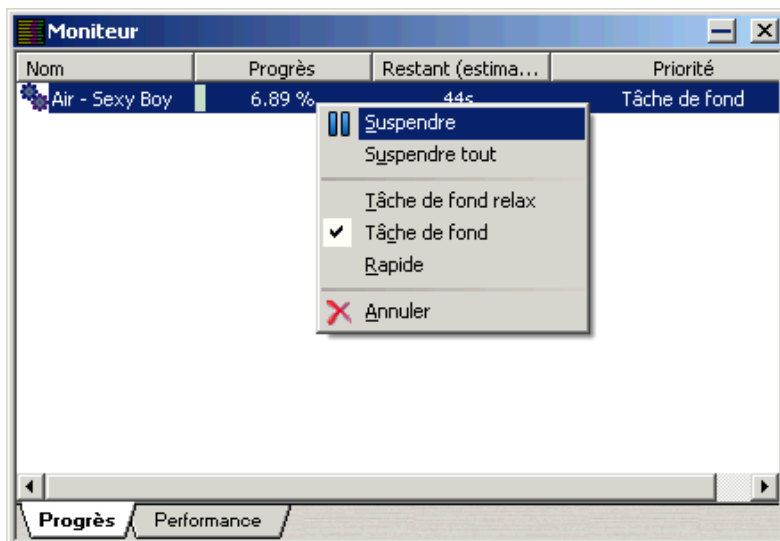 Moniteur
Nom Progrès Restant (estima... Priorité
Air - Sexy Boy 6.89 % 44s Tâche de fond
Suspendre
Suspendre tout
Tâche de fond relax
Tâche de fond
Rapide
Annuler
Progrès Performance